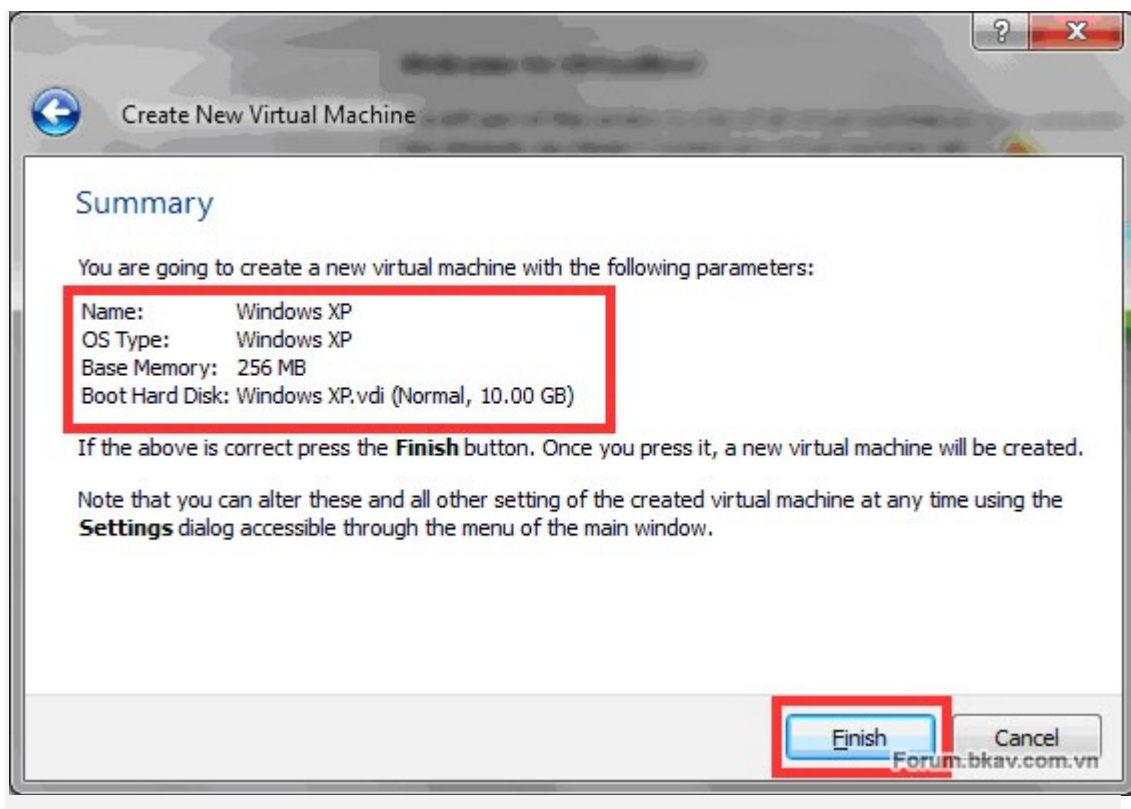 ?
X
Create New Virtual Machine
Summary
You are going to create a new virtual machine with the following parameters:
Name: Windows XP
OS Type: Windows XP
Base Memory: 256 MB
Boot Hard Disk: Windows XP.vdi (Normal, 10.00 GB)
If the above is correct press the Finish button. Once you press it, a new virtual machine will be created.
Note that you can alter these and all other setting of the created virtual machine at any time using the
Settings dialog accessible through the menu of the main window.
Finish
Cancel
Forum.bkav.com.vn